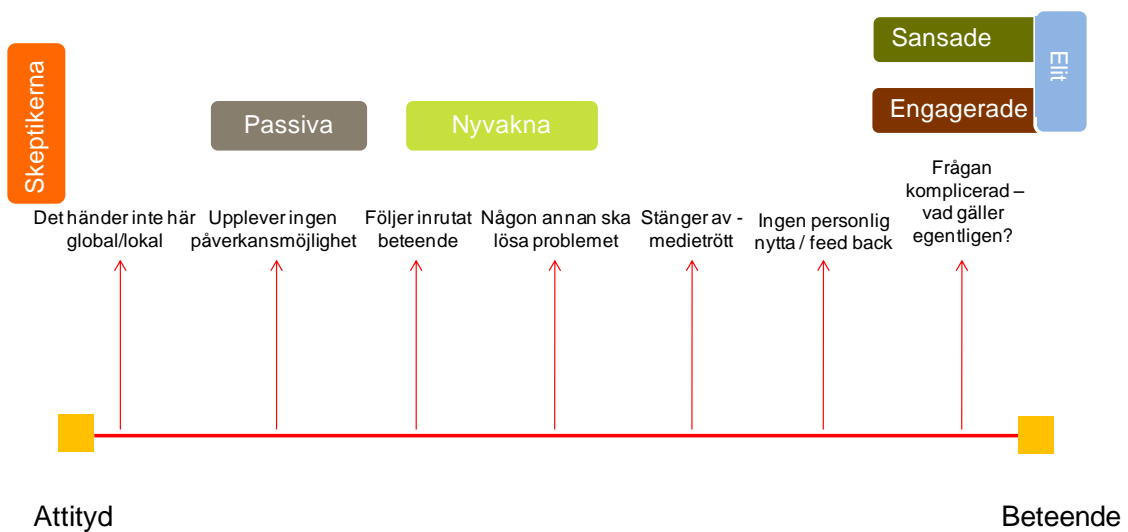 Sansade
Elit
Skeptikerna
Passiva
Nyvakna
Engagerade
Det händer inte här
global/lokal
Upplever ingen
påverkansmöjlighet
Följer inrutat
beteende
Någon annan ska
lösa problemet
Stänger av -
medietrött
Ingen personlig
nytta / feed back
Frågan
komplicerad –
vad gäller
egentligen?
Attityd
Beteende